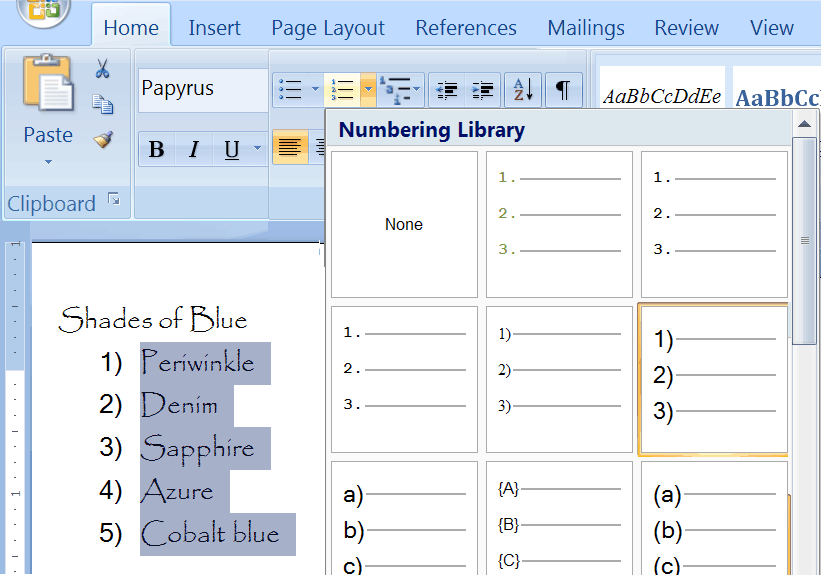 Home Insert Page Layout References Mailings Review View
Paste
Clipboard
Papyrus
B I U
A Z
¶
AaBbCcDdEe AaBbCc
Numbering Library
None
1.
2.
3.
1.
2.
3.
1.
2.
3.
1)
2)
3)
1)
2)
3)
a)
b)
c)
{A}
{B}
{C}
(a)
(b)
(c)
Shades of Blue
1) Periwinkle
2) Denim
3) Sapphire
4) Azure
5) Cobalt blue
1